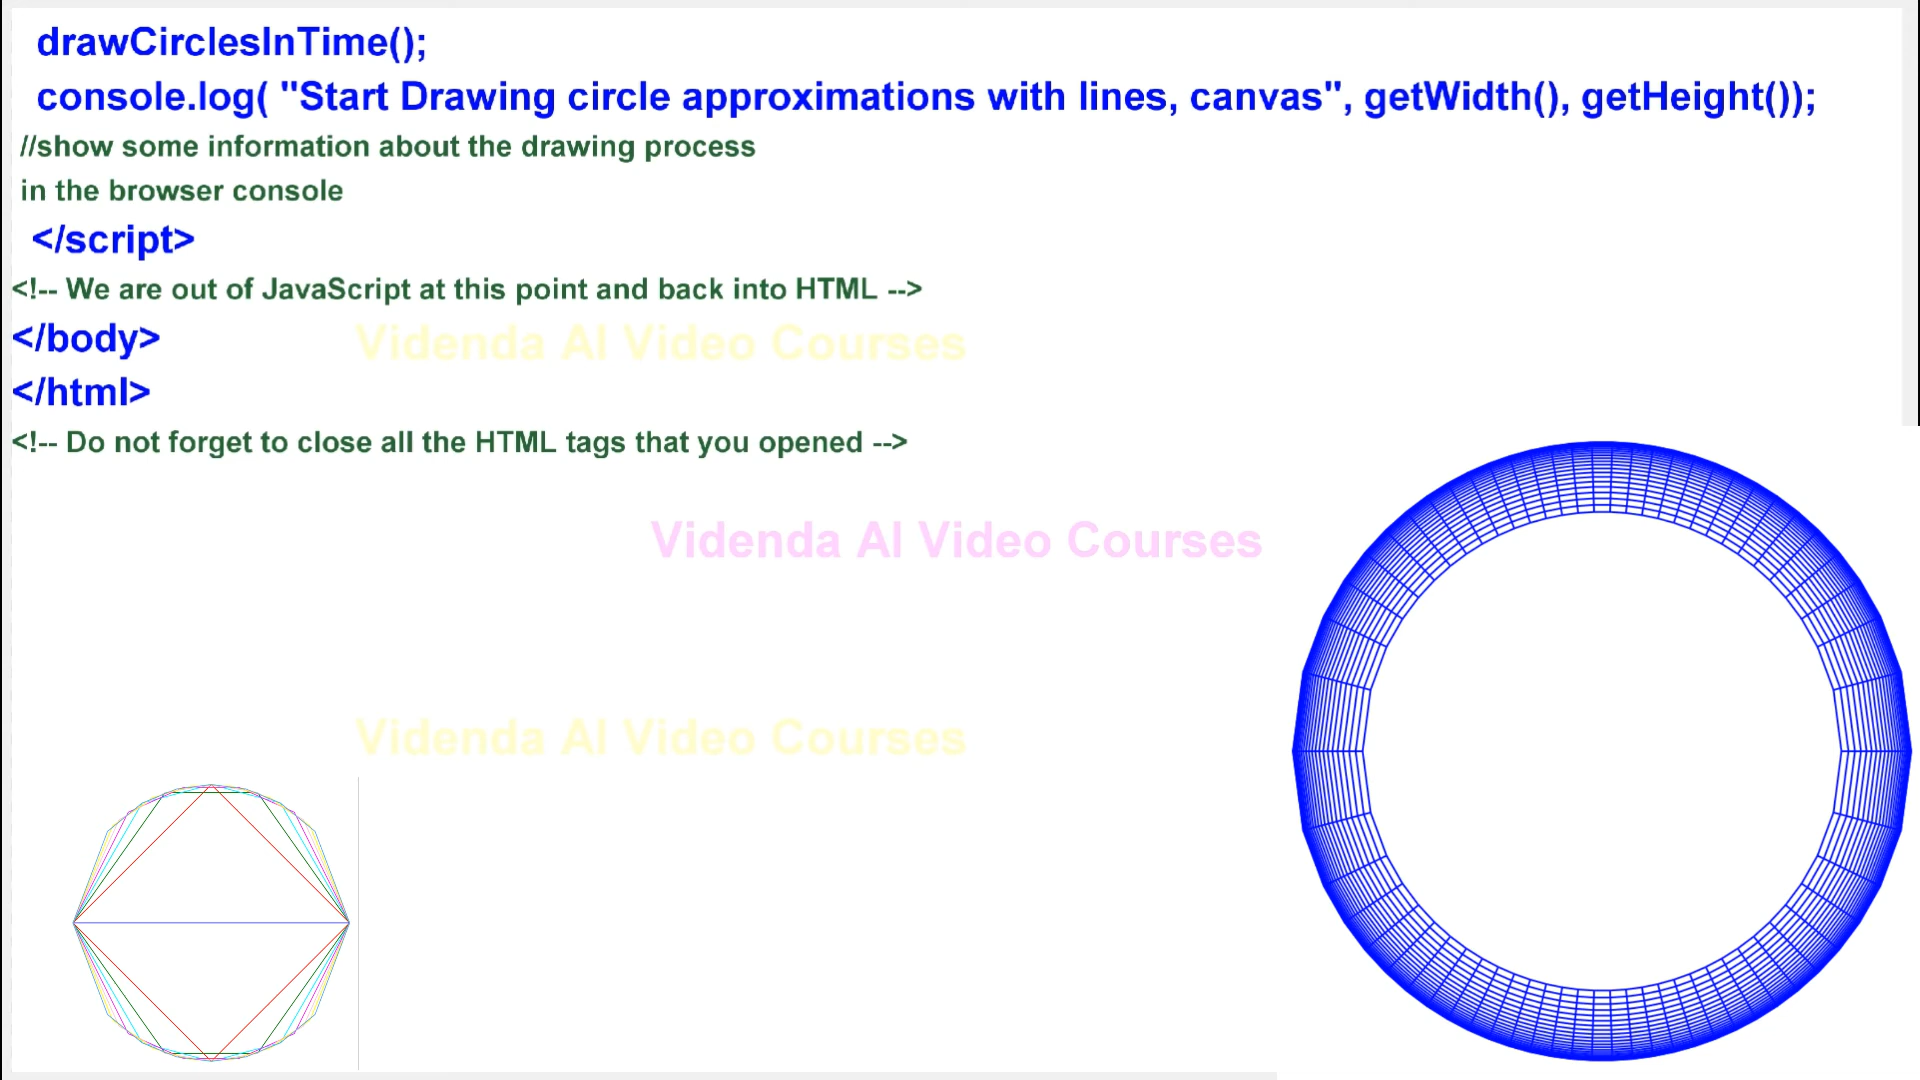 drawCirclesInTime();
console.log( "Start Drawing circle approximations with lines, canvas", getWidth(), getHeight());
//show some information about the drawing process
in the browser console
</script>
<!-- We are out of JavaScript at this point and back into HTML -->
</body>
Videnda AI Video Courses
</html>
<!-- Do not forget to close all the HTML tags that you opened -->
Videnda AI Video Courses
Videnda AI Video Courses